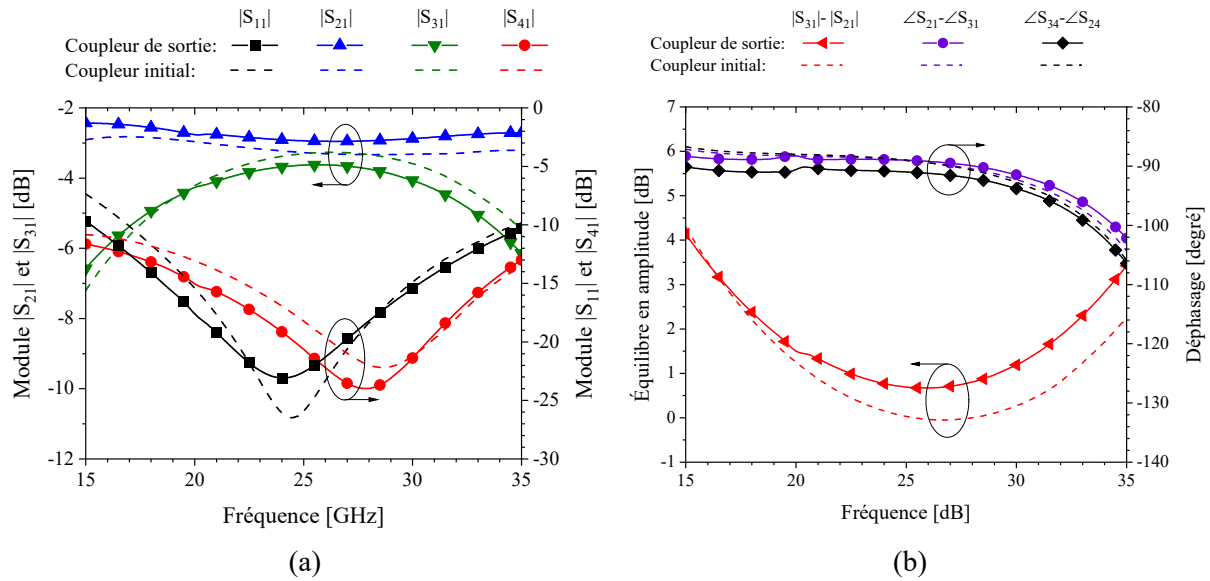 |S11| |S21| |S31| |S41|
Coupleur de sortie:
Coupleur initial:
|S31|- |S21| ∠S21-∠S31 ∠S34-∠S24
Coupleur de sortie:
Coupleur initial:
Module |S21| et |S31| [dB]
-2
-4
-6
-8
-10
-12
0
-5
-10
-15
-20
-25
-30
Module |S11| et |S41| [dB]
15 20 25 30 35
Fréquence [GHz]
(a)
Équilibre en amplitude [dB]
7
6
5
4
3
2
1
0
-1
-80
-90
-100
-110
-120
-130
-140
Déphasage [degré]
15 20 25 30 35
Fréquence [dB]
(b)